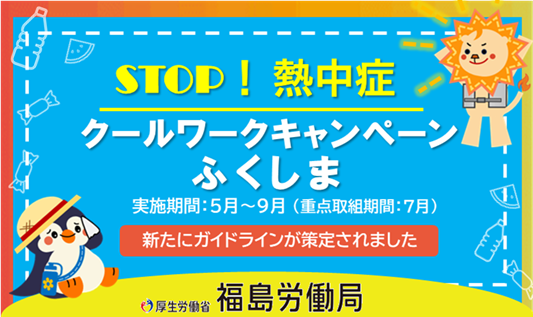 STOP！熱中症
クールワークキャンペーン
ふくしま
実施期間：5月～9月（重点取組期間：7月）
新たにガイドラインが策定されました
厚生労働省 福島労働局